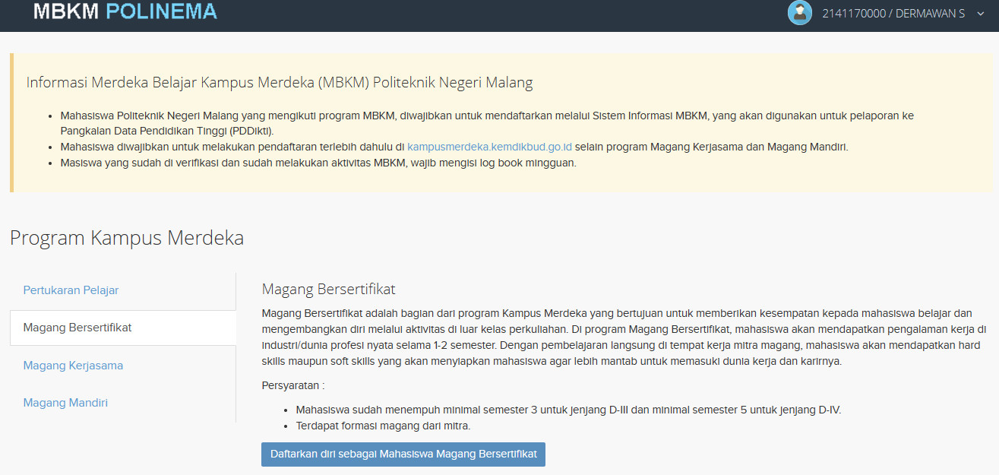 MBKM POLINEMA
2141170000 / DERMAWAN S
Informasi Merdeka Belajar Kampus Merdeka (MBKM) Politeknik Negeri Malang
• Mahasiswa Politeknik Negeri Malang yang mengikuti program MBKM, diwajibkan untuk mendaftarkan melalui Sistem Informasi MBKM, yang akan digunakan untuk pelaporan ke
Pangkalan Data Pendidikan Tinggi (PDDikti).
• Mahasiswa diwajibkan untuk melakukan pendaftaran terlebih dahulu di kampusmerdeka.kemdikbud.go.id selain program Magang Kerjasama dan Magang Mandiri.
• Masiswa yang sudah di verifikasi dan sudah melakukan aktivitas MBKM, wajib mengisi log book mingguan.
Program Kampus Merdeka
Pertukaran Pelajar
Magang Bersertifikat
Magang Kerjasama
Magang Mandiri
Magang Bersertifikat
Magang Bersertifikat adalah bagian dari program Kampus Merdeka yang bertujuan untuk memberikan kesempatan kepada mahasiswa belajar dan
mengembangkan diri melalui aktivitas di luar kelas perkuliahan. Di program Magang Bersertifikat, mahasiswa akan mendapatkan pengalaman kerja di
industri/dunia profesi nyata selama 1-2 semester. Dengan pembelajaran langsung di tempat kerja mitra magang, mahasiswa akan mendapatkan hard
skills maupun soft skills yang akan menyiapkan mahasiswa agar lebih mantab untuk memasuki dunia kerja dan karirnya.
Persyaratan :
• Mahasiswa sudah menempuh minimal semester 3 untuk jenjang D-III dan minimal semester 5 untuk jenjang D-IV.
• Terdapat formasi magang dari mitra.
Daftarkan diri sebagai Mahasiswa Magang Bersertifikat